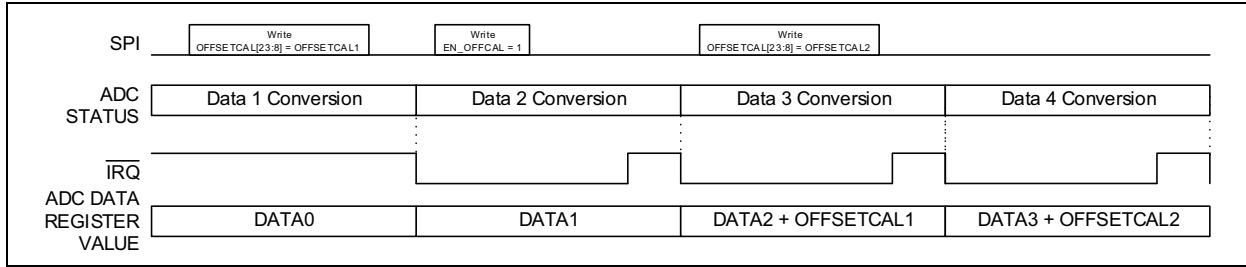 SPI
Write
OFFSETCAL[23:8] = OFFSETCAL1
Write
EN_OFFCAL = 1
Write
OFFSETCAL[23:8] = OFFSETCAL2
ADC
STATUS
Data 1 Conversion
Data 2 Conversion
Data 3 Conversion
Data 4 Conversion
IRQ
ADC DATA
REGISTER
VALUE
DATA0
DATA1
DATA2 + OFFSETCAL1
DATA3 + OFFSETCAL2